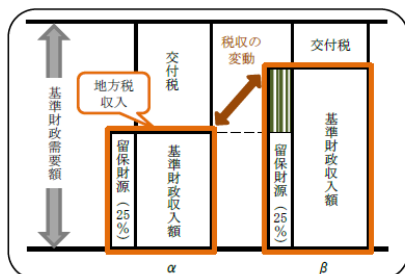 基準財政需要額
交付税
税収の
変動
交付税
地方税
収入
留保財源（25％）
基準財政収入額
留保財源（25％）
基準財政収入額
α
β